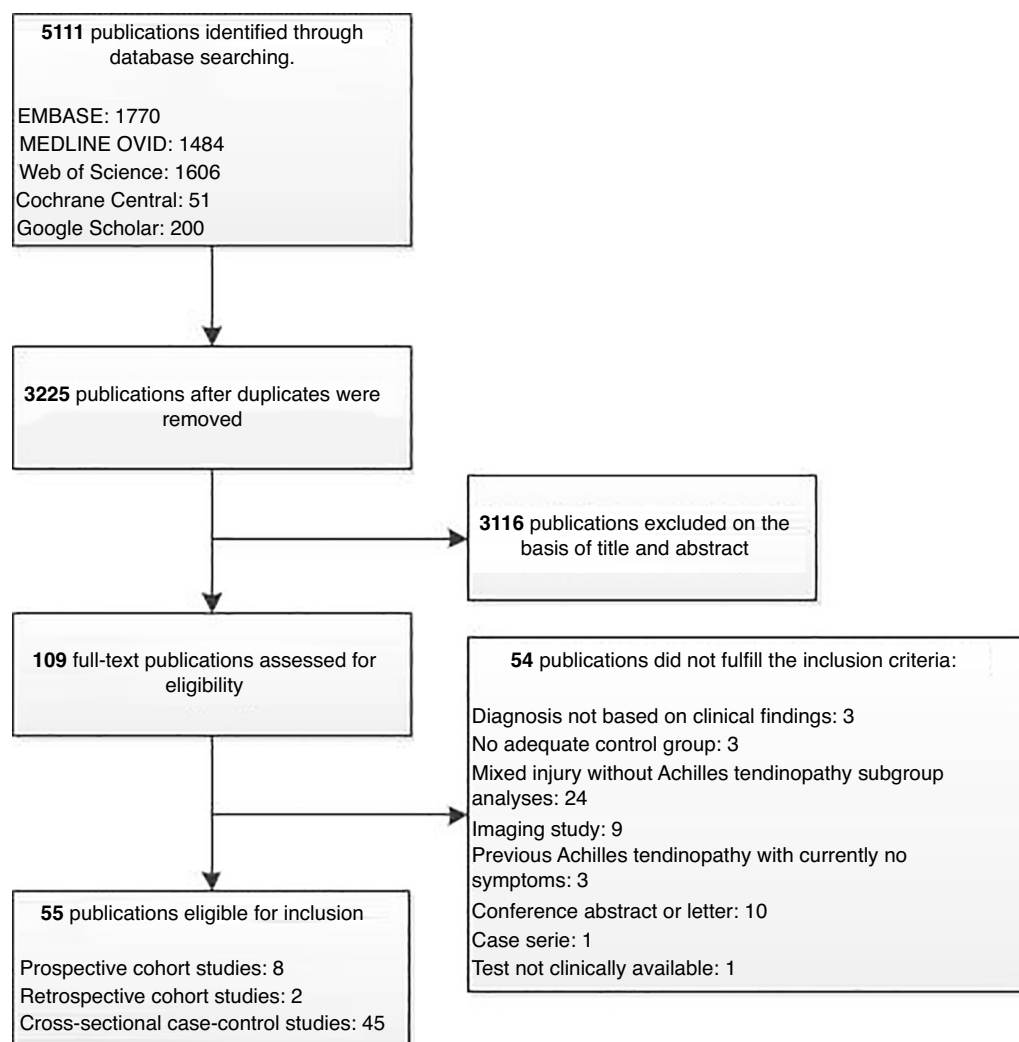 5111 publications identified through
database searching.
EMBASE: 1770
MEDLINE OVID: 1484
Web of Science: 1606
Cochrane Central: 51
Google Scholar: 200
3225 publications after duplicates were
removed
3116 publications excluded on the
basis of title and abstract
109 full-text publications assessed for
eligibility
54 publications did not fulfill the inclusion criteria:
Diagnosis not based on clinical findings: 3
No adequate control group: 3
Mixed injury without Achilles tendinopathy subgroup
analyses: 24
Imaging study: 9
Previous Achilles tendinopathy with currently no
symptoms: 3
Conference abstract or letter: 10
Case serie: 1
Test not clinically available: 1
55 publications eligible for inclusion
Prospective cohort studies: 8
Retrospective cohort studies: 2
Cross-sectional case-control studies: 45